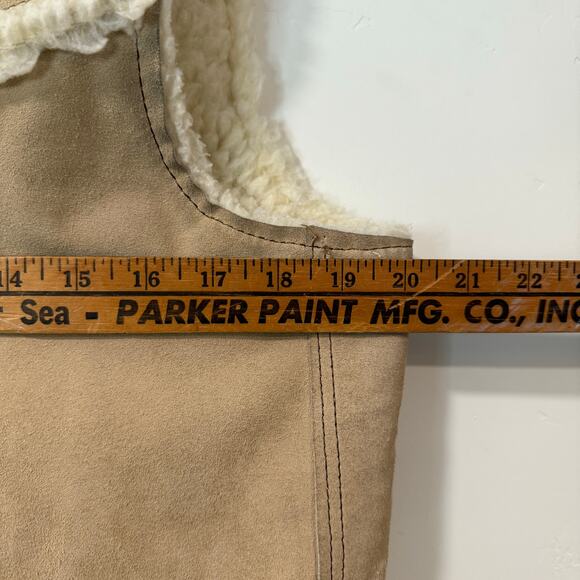 14 15 16 17 18 19 20 21 22
Sea - PARKER PAINT MFG. CO., INC